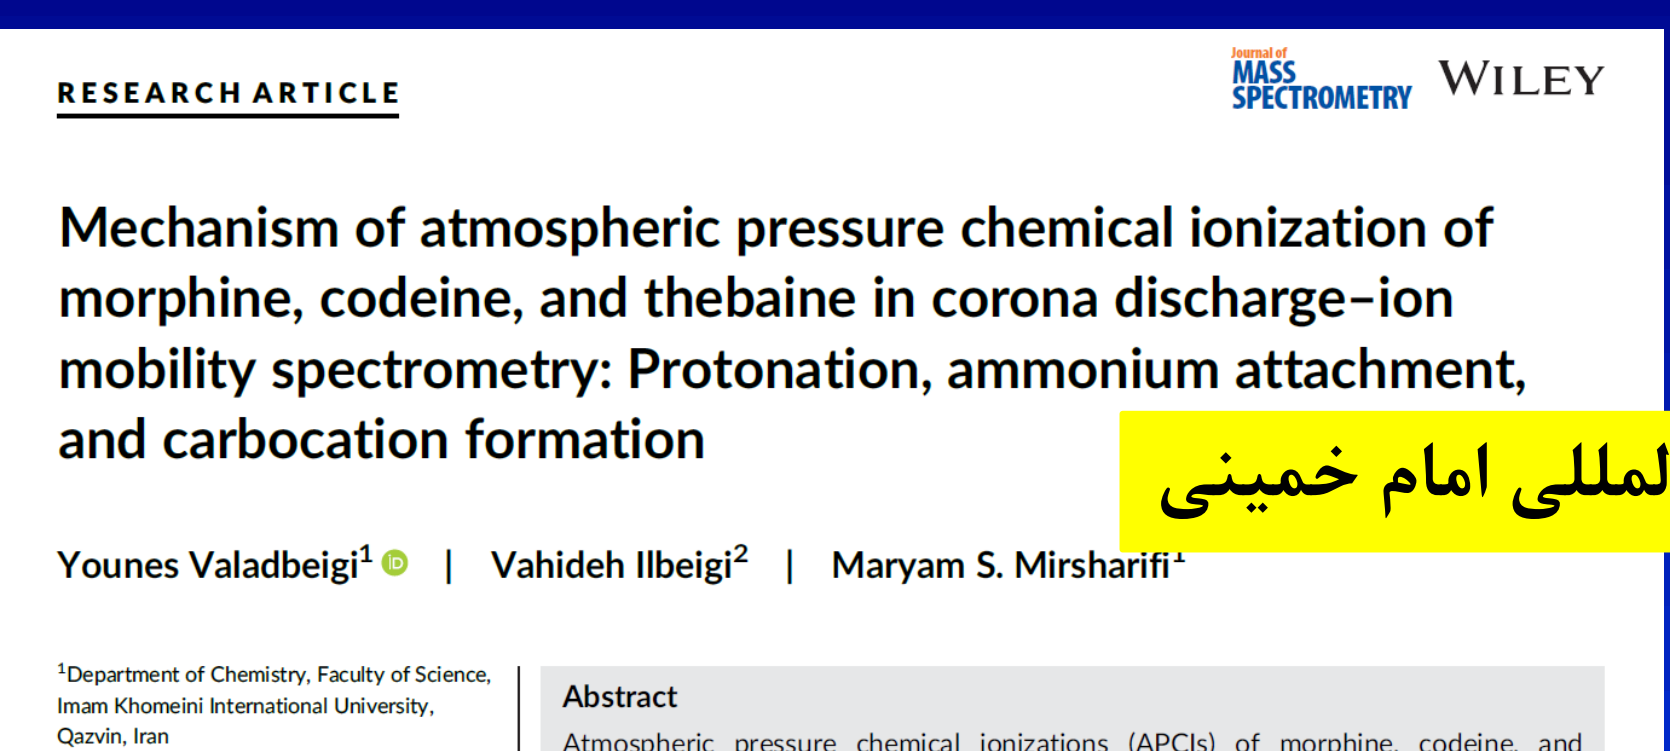 RESEARCH ARTICLE
Journal of
MASS
SPECTROMETRY
WILEY
Mechanism of atmospheric pressure chemical ionization of
morphine, codeine, and thebaine in corona discharge–ion
mobility spectrometry: Protonation, ammonium attachment,
and carbocation formation
لمللی امام خمینی
Younes Valadbeigi¹ iD | Vahideh Ilbeigi² | Maryam S. Mirsharifi¹
¹Department of Chemistry, Faculty of Science,
Imam Khomeini International University,
Qazvin, Iran
Abstract
Atmospheric pressure chemical ionizations (APCIs) of morphine, codeine, and